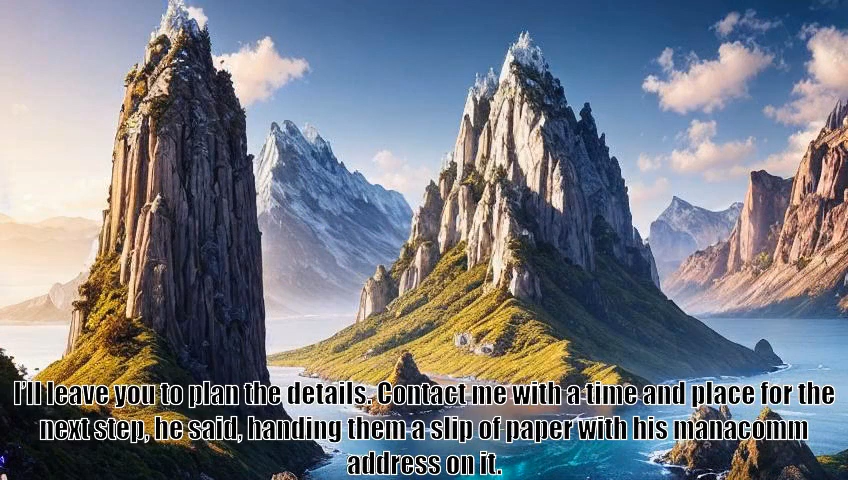 I'll leave you to plan the details. Contact me with a time and place for the
next step, he said, handing them a slip of paper with his manacomm
address on it.